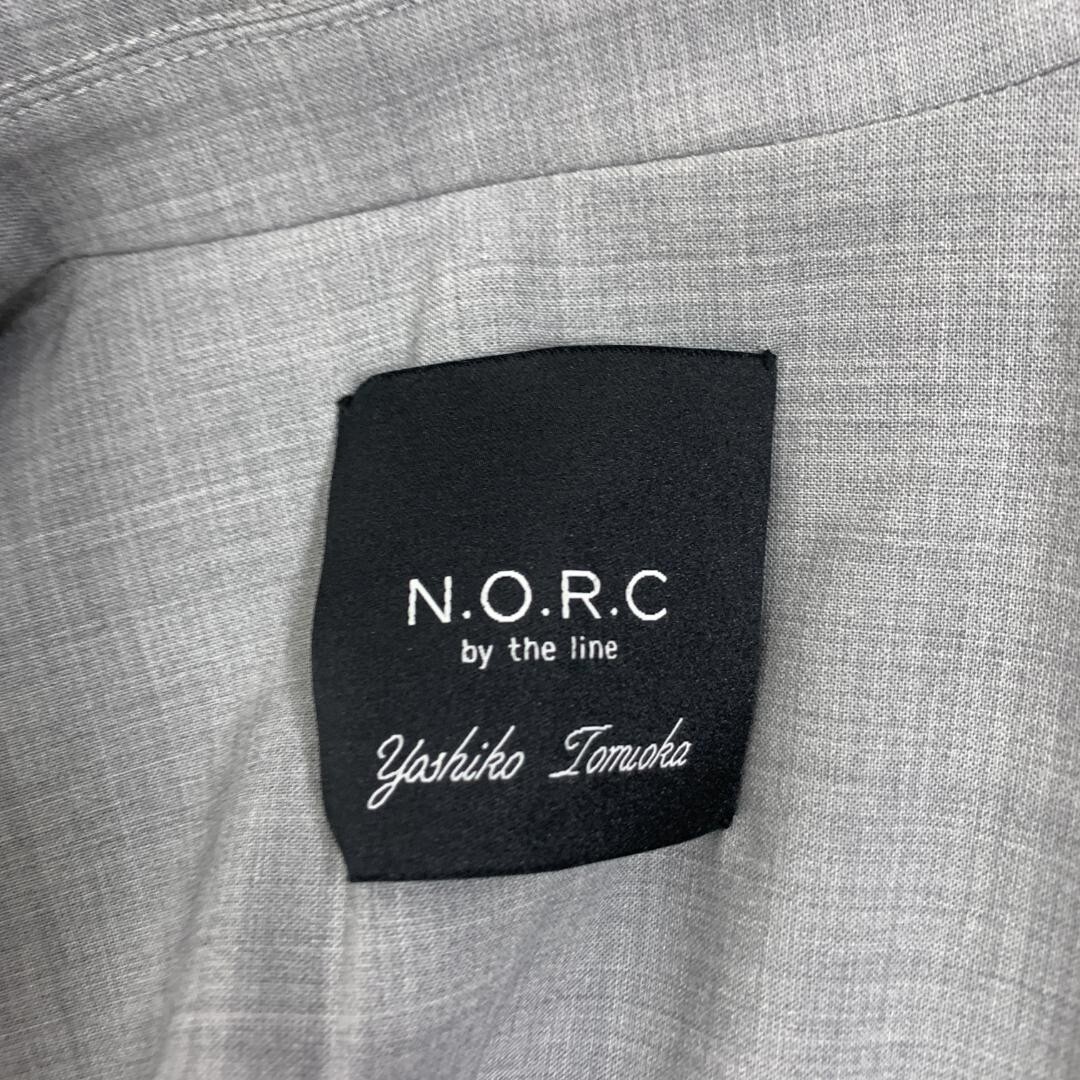 N.O.R.C
by the line
Yoshiko Tomioka